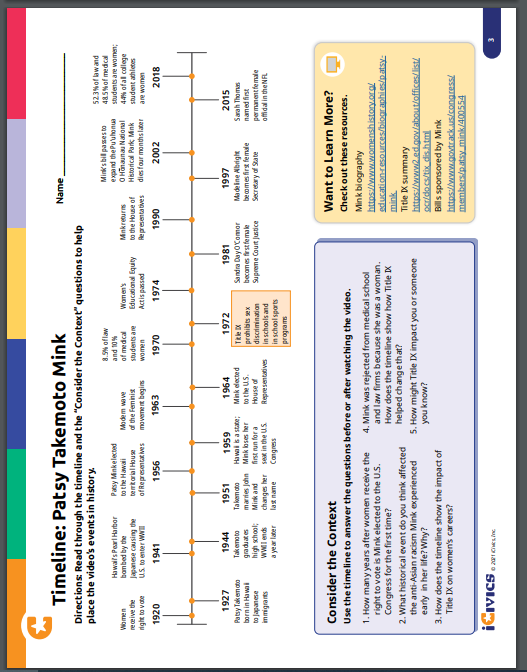 Name
Timeline: Patsy Takemoto Mink
Directions: Read through the timeline and the “Consider the Context” questions to help
place the video’s events in history.
Women
receive the
right to vote
1920
Hawaii's Pearl Harbor
bombed by the
Japanese causing the
U.S. to enter WWII
1941
Patsy Mink elected
to the Hawaii
territorial House of
Representatives
1956
Modern wave
of the Feminist
movement begins
1963
8.5% of law
and 10%
of medical
students are
women
1970
Women's
Educational Equity
Act is passed
1974
Mink returns
to the House of
Representatives
1990
Mink's bill passes to
expand the Pu'uhonua
O Hōnaunau National
Historical Park; Mink
dies four months later
2002
52.3% of law and
48.5% of medical
students are women;
44% of all college
student athletes
are women
2018
1927
Patsy Takemoto
born in Hawaii
to Japanese
immigrants
1944
Takemoto
graduates
high school;
WWII ends
a year later
1951
Takemoto
marries John
Mink and
changes her
last name
1959
Hawaii is a state;
Mink loses her
first run for a
seat in the U.S.
Congress
1964
Mink elected
to the U.S.
House of
Representatives
1972
Title IX
prohibits sex
discrimination
in schools and
in school sports
programs
1981
Sandra Day O'Connor
becomes first female
Supreme Court Justice
1997
Madeline Albright
becomes first female
Secretary of State
2015
Sarah Thomas
named first
permanent female
official in the NFL
Consider the Context
Use the timeline to answer the questions before or after watching the video.
1. How many years after women receive the
right to vote is Mink elected to the U.S.
Congress for the first time?
2. What historical event do you think affected
the anti-Asian racism Mink experienced
early in her life? Why?
3. How does the timeline show the impact of
Title IX on women's careers?
4. Mink was rejected from medical school
and law firms because she was a woman.
How does the timeline show how Title IX
helped change that?
5. How might Title IX impact you or someone
you know?
Want to Learn More?
Check out these resources.
Mink biography
https://www.womenshistory.org/
education-resources/biographies/patsy-
mink
Title IX summary
https://www2.ed.gov/about/offices/list/
ocr/docs/tix_dis.html
Bills sponsored by Mink
https://www.govtrack.us/congress/
members/patsy_mink/400554
iCivics © 2021 iCivics, Inc.
3